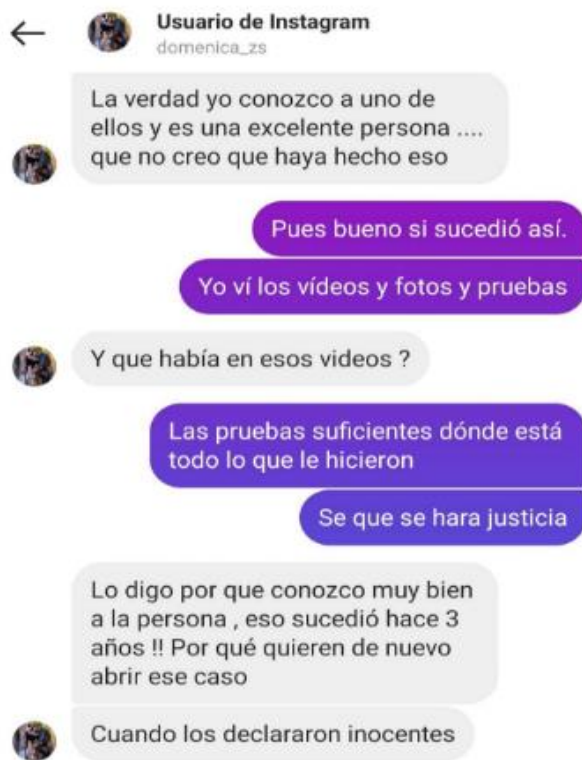 Usuario de Instagram
domenica_zs
La verdad yo conozco a uno de
ellos y es una excelente persona ....
que no creo que haya hecho eso
Pues bueno si sucedió así.
Yo ví los vídeos y fotos y pruebas
Y que había en esos videos ?
Las pruebas suficientes dónde está
todo lo que le hicieron
Se que se hara justicia
Lo digo por que conozco muy bien
a la persona , eso sucedió hace 3
años !! Por qué quieren de nuevo
abrir ese caso
Cuando los declararon inocentes